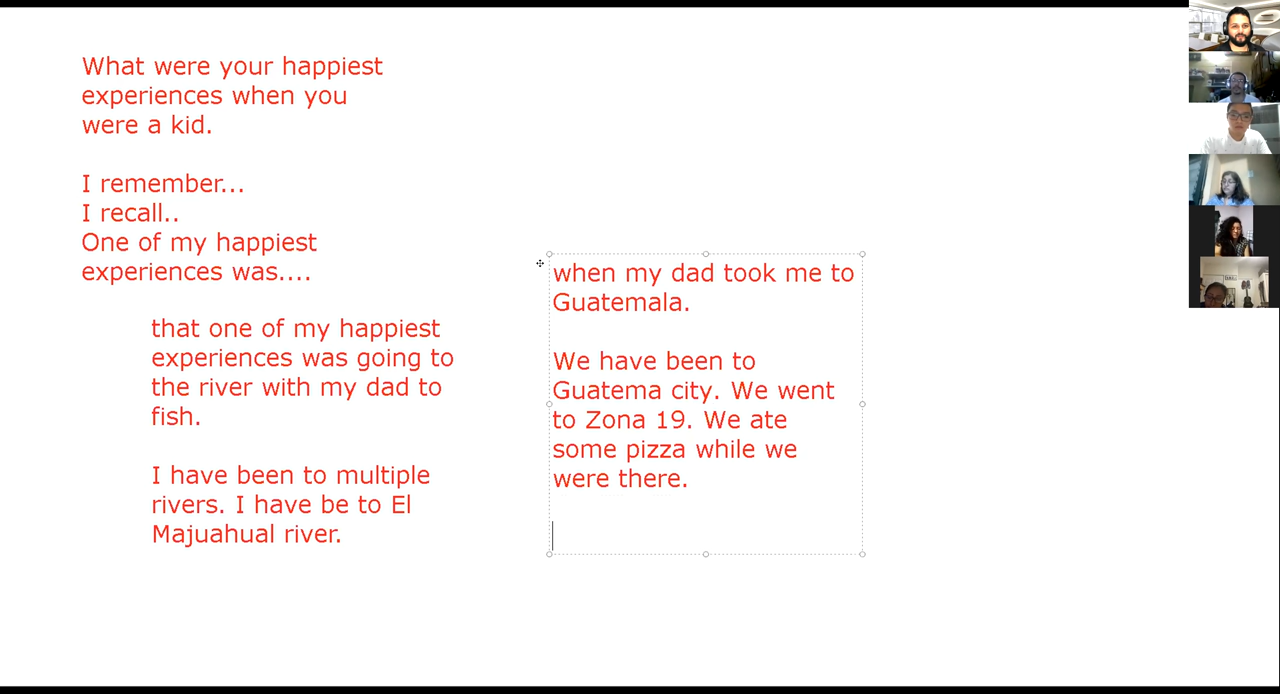 What were your happiest
experiences when you
were a kid.
I remember...
I recall..
One of my happiest
experiences was....
that one of my happiest
experiences was going to
the river with my dad to
fish.
I have been to multiple
rivers. I have be to El
Majuahual river.
when my dad took me to
Guatemala.
We have been to
Guatema city. We went
to Zona 19. We ate
some pizza while we
were there.